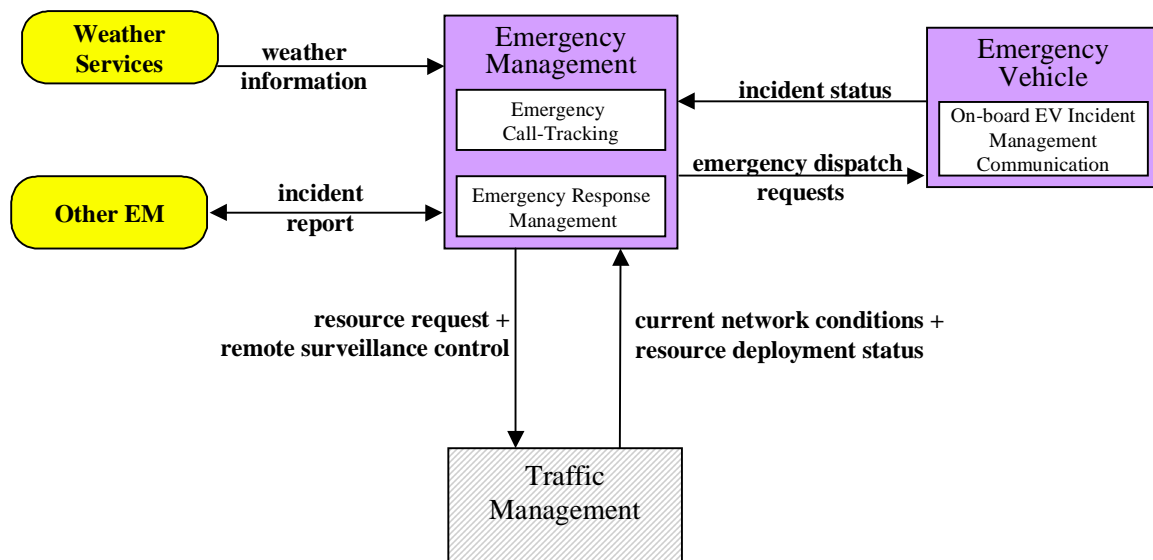 Weather
Services
weather
information
Emergency
Management
Emergency
Call-Tracking
Emergency Response
Management
incident status
emergency dispatch
requests
Emergency
Vehicle
On-board EV Incident
Management
Communication
Other EM
incident
report
resource request +
remote surveillance control
current network conditions +
resource deployment status
Traffic
Management